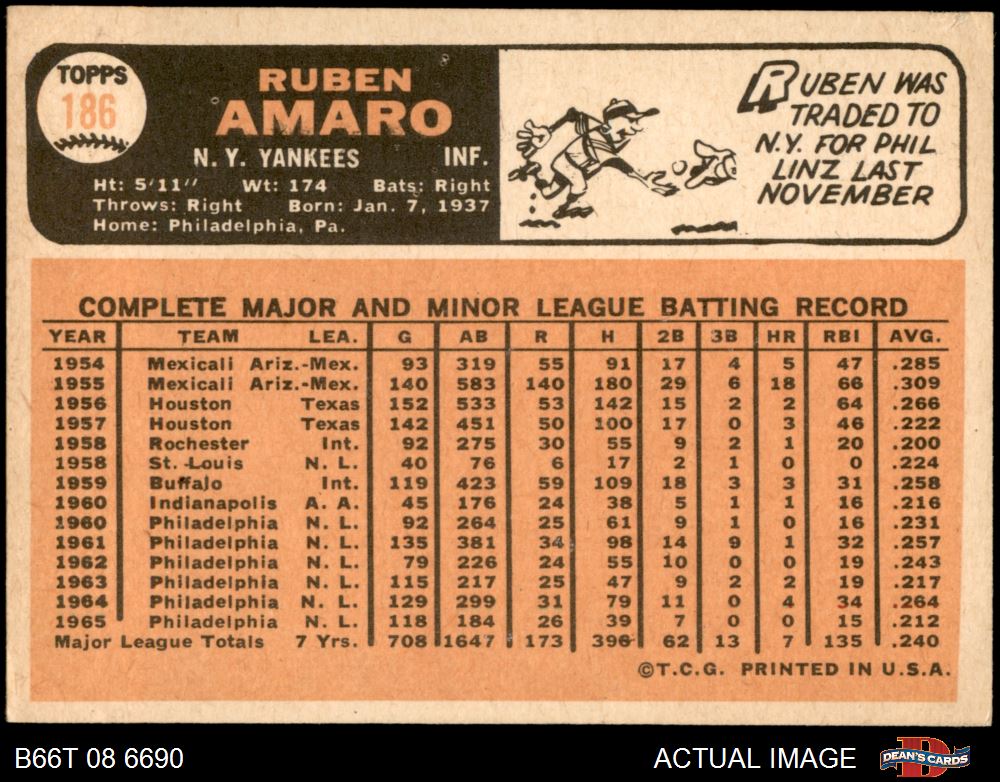 TOPPS
186
RUBEN
AMARO
N. Y. YANKEES INF.
Ht: 5'11" Wt: 174 Bats: Right
Throws: Right Born: Jan. 7, 1937
Home: Philadelphia, Pa.
RUBEN WAS
TRADED TO
N.Y. FOR PHIL
LINZ LAST
NOVEMBER
COMPLETE MAJOR AND MINOR LEAGUE BATTING RECORD
YEAR TEAM LEA. G AB R H 2B 3B HR RBI AVG.
1954 Mexicali Ariz.-Mex. 93 319 55 91 17 4 5 47 .285
1955 Mexicali Ariz.-Mex. 140 583 140 180 29 6 18 66 .309
1956 Houston Texas 152 533 53 142 15 2 2 64 .266
1957 Houston Texas 142 451 50 100 17 0 3 46 .222
1958 Rochester Int. 92 275 30 55 9 2 1 20 .200
1958 St. Louis N. L. 40 76 6 17 2 1 0 0 .224
1959 Buffalo Int. 119 423 59 109 18 3 3 31 .258
1960 Indianapolis A. A. 45 176 24 38 5 1 1 16 .216
1960 Philadelphia N. L. 92 264 25 61 9 1 0 16 .231
1961 Philadelphia N. L. 135 381 34 98 14 9 1 32 .257
1962 Philadelphia N. L. 79 226 24 55 10 0 0 19 .243
1963 Philadelphia N. L. 115 217 25 47 9 2 2 19 .217
1964 Philadelphia N. L. 129 299 31 79 11 0 4 34 .264
1965 Philadelphia N. L. 118 184 26 39 7 0 0 15 .212
Major League Totals 7 Yrs. 708 1647 173 396 62 13 7 135 .240
©T.C.G. PRINTED IN U.S.A.
B66T 08 6690 ACTUAL IMAGE DEAN'S CARDS